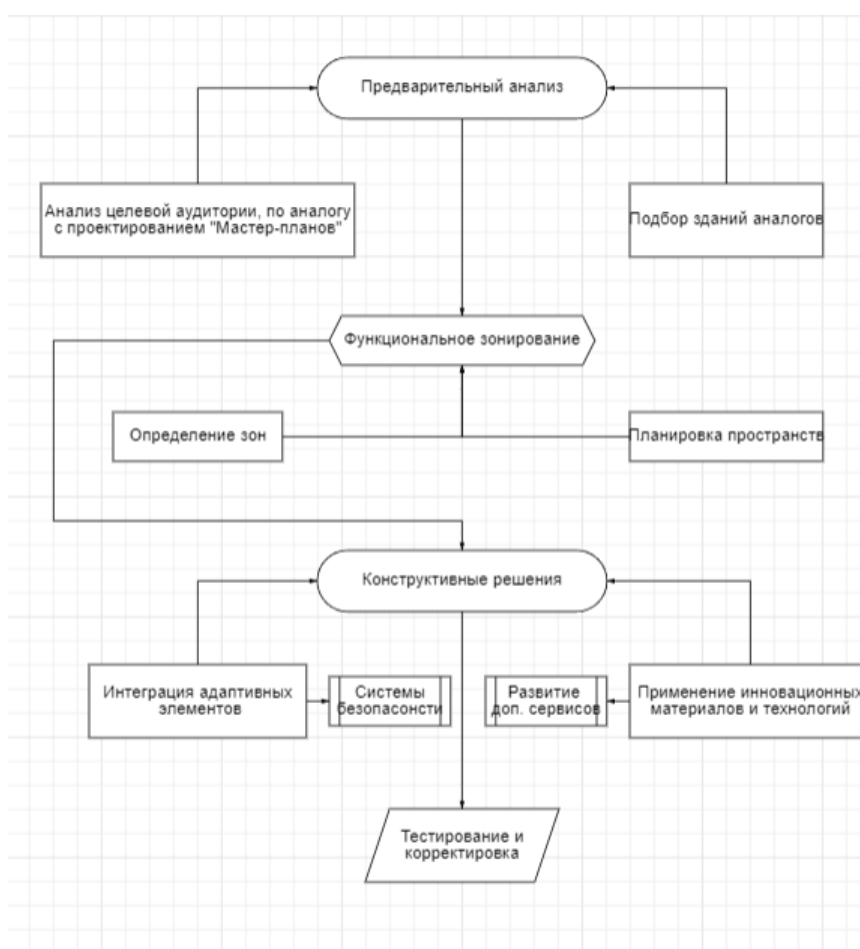 Предварительный анализ
Анализ целевой аудитории, по аналогу
с проектированием "Мастер-планов"
Подбор зданий аналогов
Функциональное зонирование
Определение зон
Планировка пространств
Конструктивные решения
Интеграция адаптивных
элементов
Системы
безопасонсти
Развитие
доп. сервисов
Применение инновационных
материалов и технологий
Тестирование и
корректировка